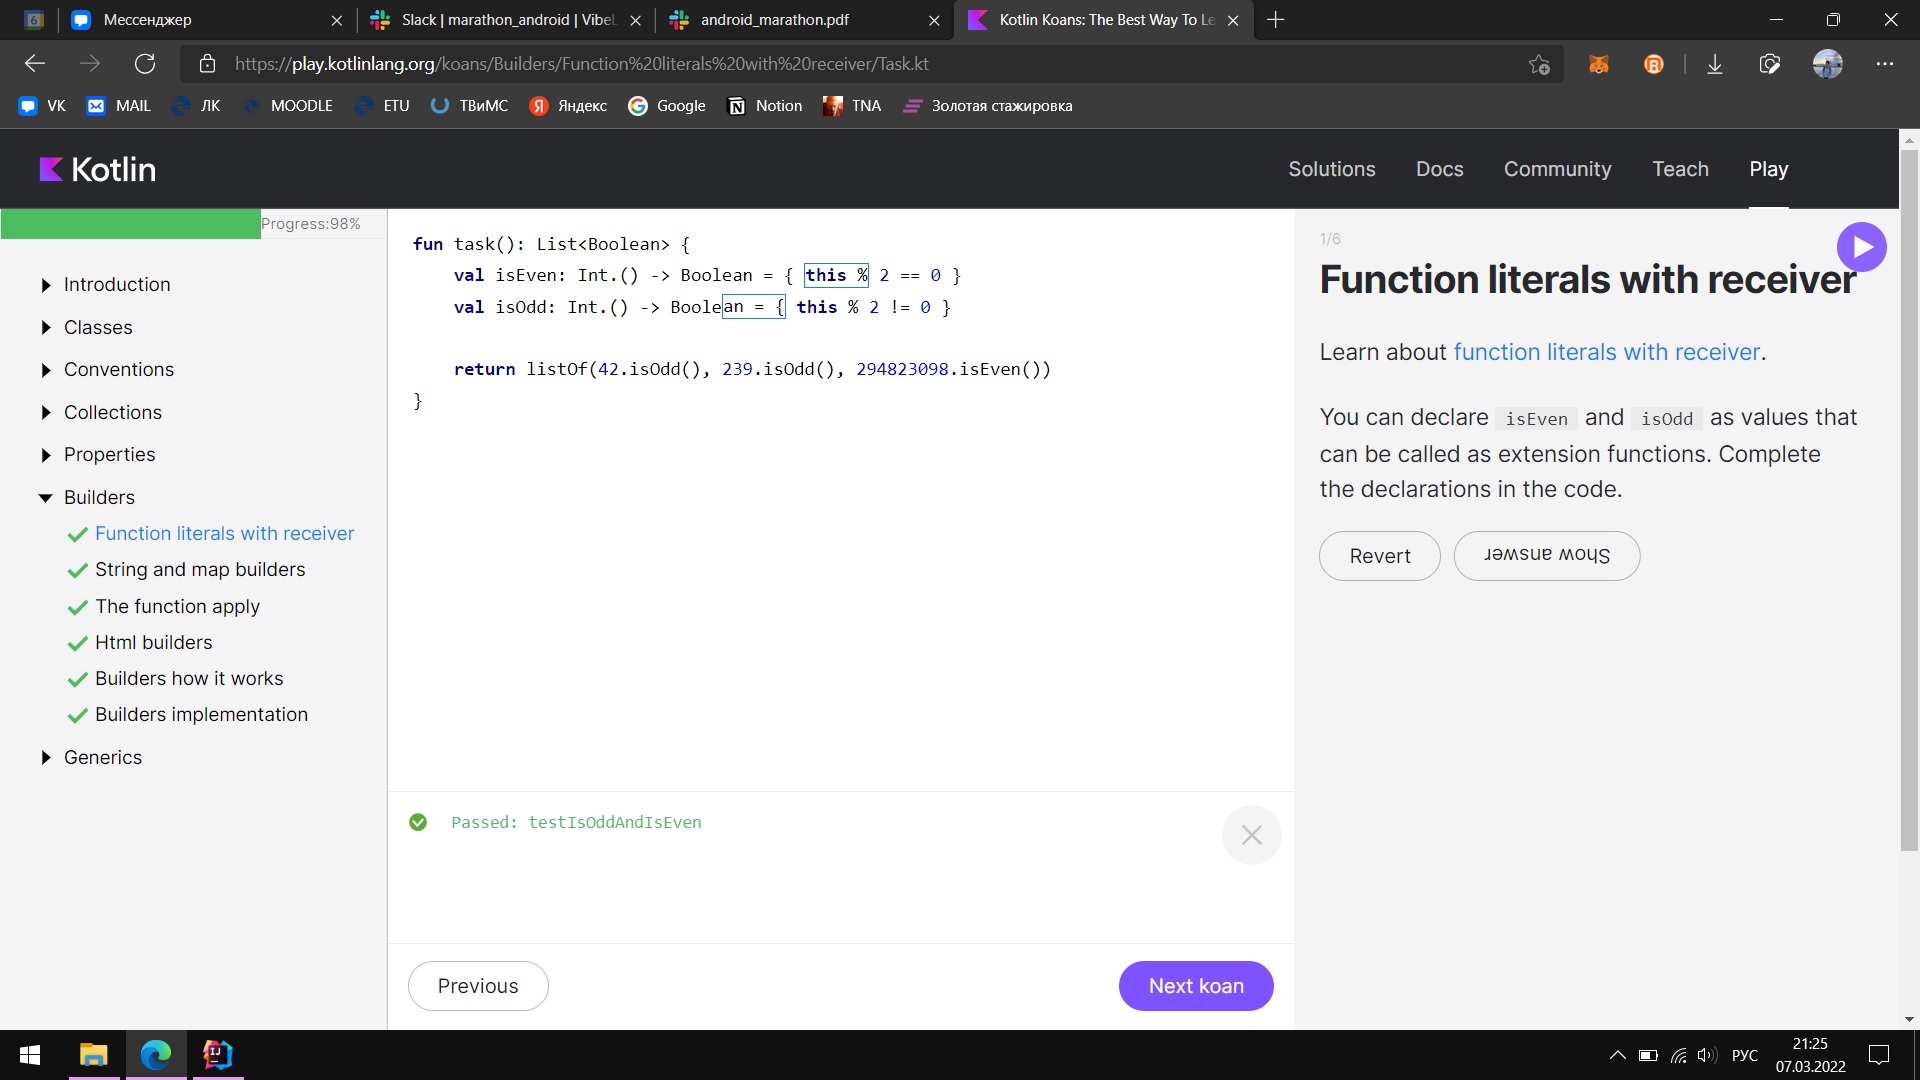 6
Мессенджер
Slack | marathon_android | VibeL
android_marathon.pdf
Kotlin Koans: The Best Way To Le
https://play.kotlinlang.org/koans/Builders/Function%20literals%20with%20receiver/Task.kt
VK
MAIL
ЛК
MOODLE
ETU
ТВиМС
Яндекс
Google
Notion
TNA
Золотая стажировка
Kotlin
Solutions
Docs
Community
Teach
Play
Progress:98%
Introduction
Classes
Conventions
Collections
Properties
Builders
Function literals with receiver
String and map builders
The function apply
Html builders
Builders how it works
Builders implementation
Generics
fun task(): List<Boolean> {
val isEven: Int.() -> Boolean = { this % 2 == 0 }
val isOdd: Int.() -> Boolean = { this % 2 != 0 }
return listOf(42.isOdd(), 239.isOdd(), 294823098.isEven())
}
Passed: testIsOddAndIsEven
Previous
Next koan
1/6
Function literals with receiver
Learn about function literals with receiver.
You can declare isEven and isOdd as values that
can be called as extension functions. Complete
the declarations in the code.
Revert
Show answer
IJ
РУС
21:25
07.03.2022